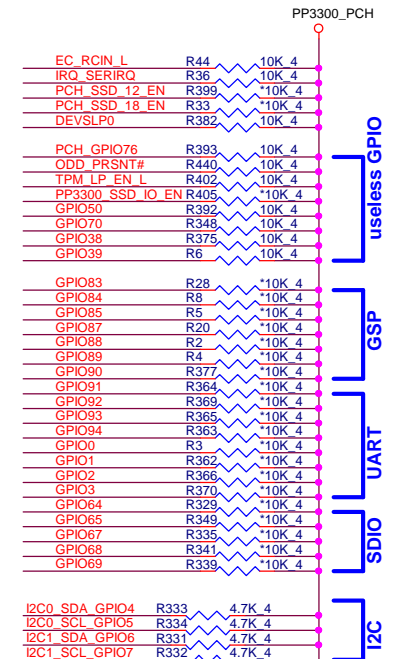 PP3300_PCH
EC_RCIN_L R44 10K_4
IRQ_SERIRQ R36 10K_4
PCH_SSD_12_EN R399 *10K_4
PCH_SSD_18_EN R33 *10K_4
DEVSLP0 R382 10K_4
PCH_GPIO76 R393 10K_4
ODD_PRSNT# R440 10K_4
TPM_LP_EN_L R402 10K_4
PP3300_SSD_IO_EN R405 *10K_4
GPIO50 R392 10K_4
GPIO70 R348 10K_4
GPIO38 R375 10K_4
GPIO39 R6 10K_4
useless GPIO
GPIO83 R28 *10K_4
GPIO84 R8 *10K_4
GPIO85 R5 *10K_4
GPIO87 R20 *10K_4
GPIO88 R2 *10K_4
GPIO89 R4 *10K_4
GPIO90 R377 *10K_4
GSP
GPIO91 R364 *10K_4
GPIO92 R369 *10K_4
GPIO93 R365 *10K_4
GPIO94 R363 *10K_4
GPIO0 R3 *10K_4
GPIO1 R362 *10K_4
GPIO2 R366 *10K_4
GPIO3 R370 *10K_4
UART
GPIO64 R329 *10K_4
GPIO65 R349 *10K_4
GPIO67 R335 *10K_4
GPIO68 R341 *10K_4
GPIO69 R339 *10K_4
SDIO
I2C0_SDA_GPIO4 R333 4.7K_4
I2C0_SCL_GPIO5 R334 4.7K_4
I2C1_SDA_GPIO6 R331 4.7K_4
I2C1_SCL_GPIO7 R332 4.7K_4
I2C